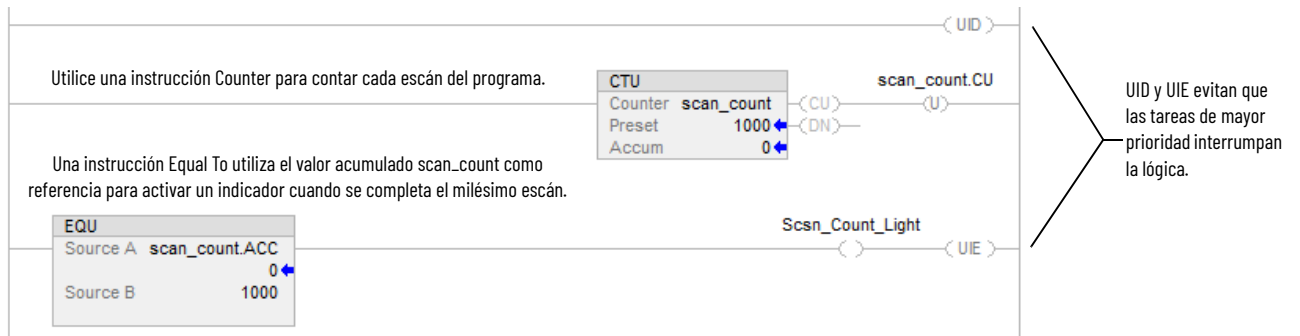 UID
Utilice una instrucción Counter para contar cada escán del programa.
CTU
Counter scan_count
Preset 1000
Accum 0
CU
DN
scan_count.CU
U
UID y UIE evitan que
las tareas de mayor
prioridad interrumpan
la lógica.
Una instrucción Equal To utiliza el valor acumulado scan_count como
referencia para activar un indicador cuando se completa el milésimo escán.
EQU
Source A scan_count.ACC
0
Source B 1000
Scsn_Count_Light
UIE